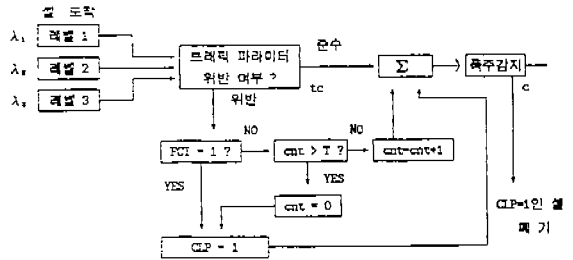 셀 도착
λ₁ 레벨 1
λ₂ 레벨 2
λ₃ 레벨 3
트래픽 파라미터
위반 여부 ?
준수
tc
위반
Σ
폭주감지
c
FCI = 1 ?
NO
cnt > T ?
NO
cnt=cnt+1
YES
YES
cnt = 0
CLP = 1
CLP=1인 셀
폐 기